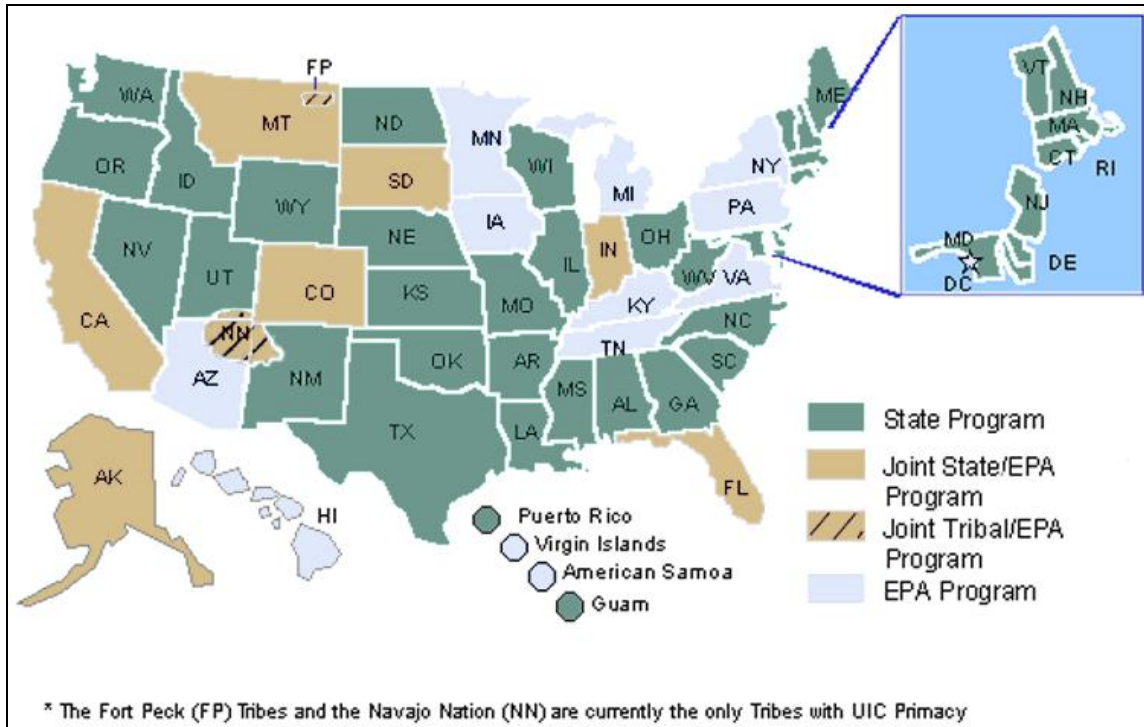 FP
WA
MT
ND
MN
ME
OR
ID
SD
WI
NY
WY
MI
IA
PA
NV
NE
IL
IN
OH
UT
CO
KS
MO
WV
VA
KY
CA
NN
NC
TN
AZ
NM
OK
AR
SC
MS
AL
GA
TX
LA
FL
AK
HI
VT
NH
MA
CT
RI
NJ
MD
DE
DC
State Program
Joint State/EPA
Program
Joint Tribal/EPA
Program
EPA Program
Puerto Rico
Virgin Islands
American Samoa
Guam
* The Fort Peck (FP) Tribes and the Navajo Nation (NN) are currently the only Tribes with UIC Primacy